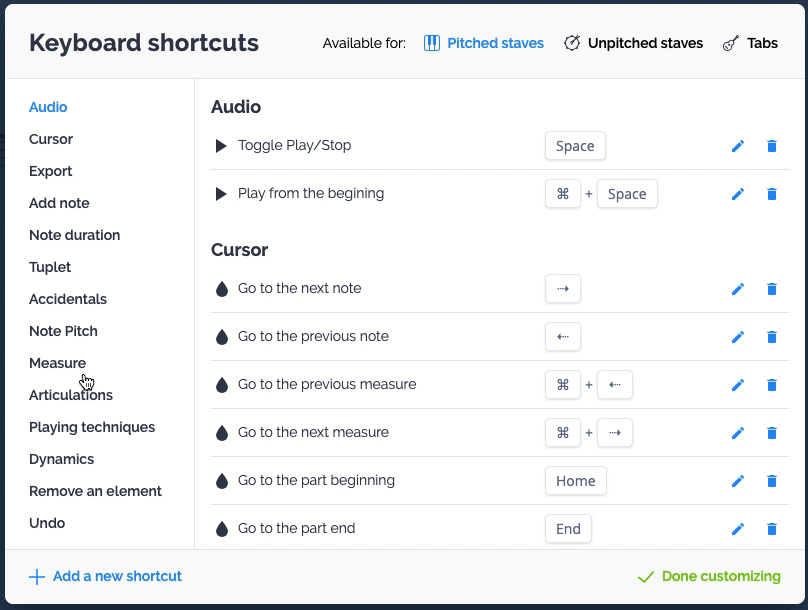 Keyboard shortcuts
Available for: Pitched staves Unpitched staves Tabs
Audio
Cursor
Export
Add note
Note duration
Tuplet
Accidentals
Note Pitch
Measure
Articulations
Playing techniques
Dynamics
Remove an element
Undo
Audio
Toggle Play/Stop Space
Play from the begining ⌘ + Space
Cursor
Go to the next note ⇢
Go to the previous note ⇠
Go to the previous measure ⌘ + ⇠
Go to the next measure ⌘ + ⇢
Go to the part beginning Home
Go to the part end End
Add a new shortcut
Done customizing